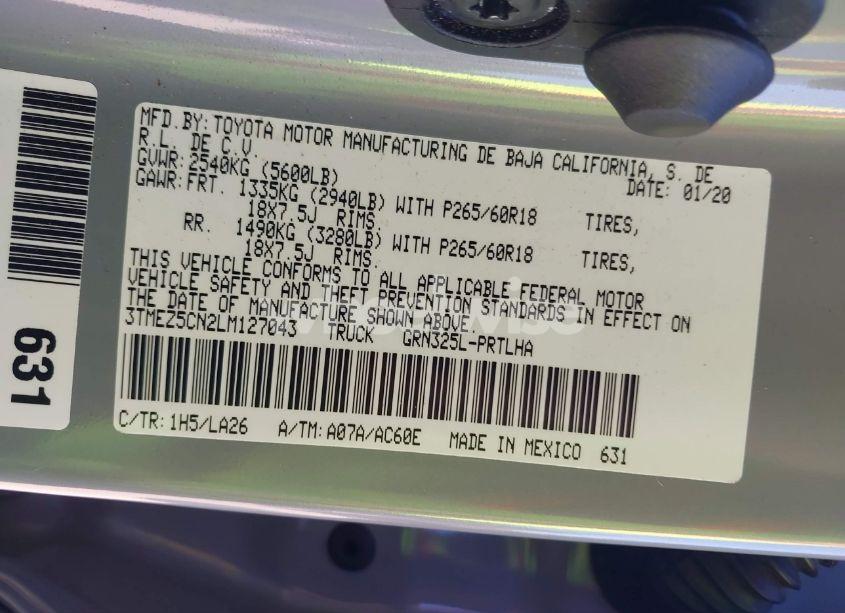 MFD.BY:TOYOTA MOTOR MANUFACTURING DE BAJA CALIFORNIA, S. DE
R.L. DE C.V. DATE: 01/20
GVWR:2540KG (5600LB)
GAWR:FRT. 1335KG (2940LB) WITH P265/60R18 TIRES,
18X7.5J RIMS.
RR. 1490KG (3280LB) WITH P265/60R18 TIRES,
18X7.5J RIMS.
THIS VEHICLE CONFORMS TO ALL APPLICABLE FEDERAL MOTOR
VEHICLE SAFETY AND THEFT PREVENTION STANDARDS IN EFFECT ON
THE DATE OF MANUFACTURE SHOWN ABOVE.
3TMEZ5CN2LM127043 TRUCK GRN325L-PRTLHA
C/TR: 1H5/LA26 A/TM: A07A/AC60E MADE IN MEXICO 631
631